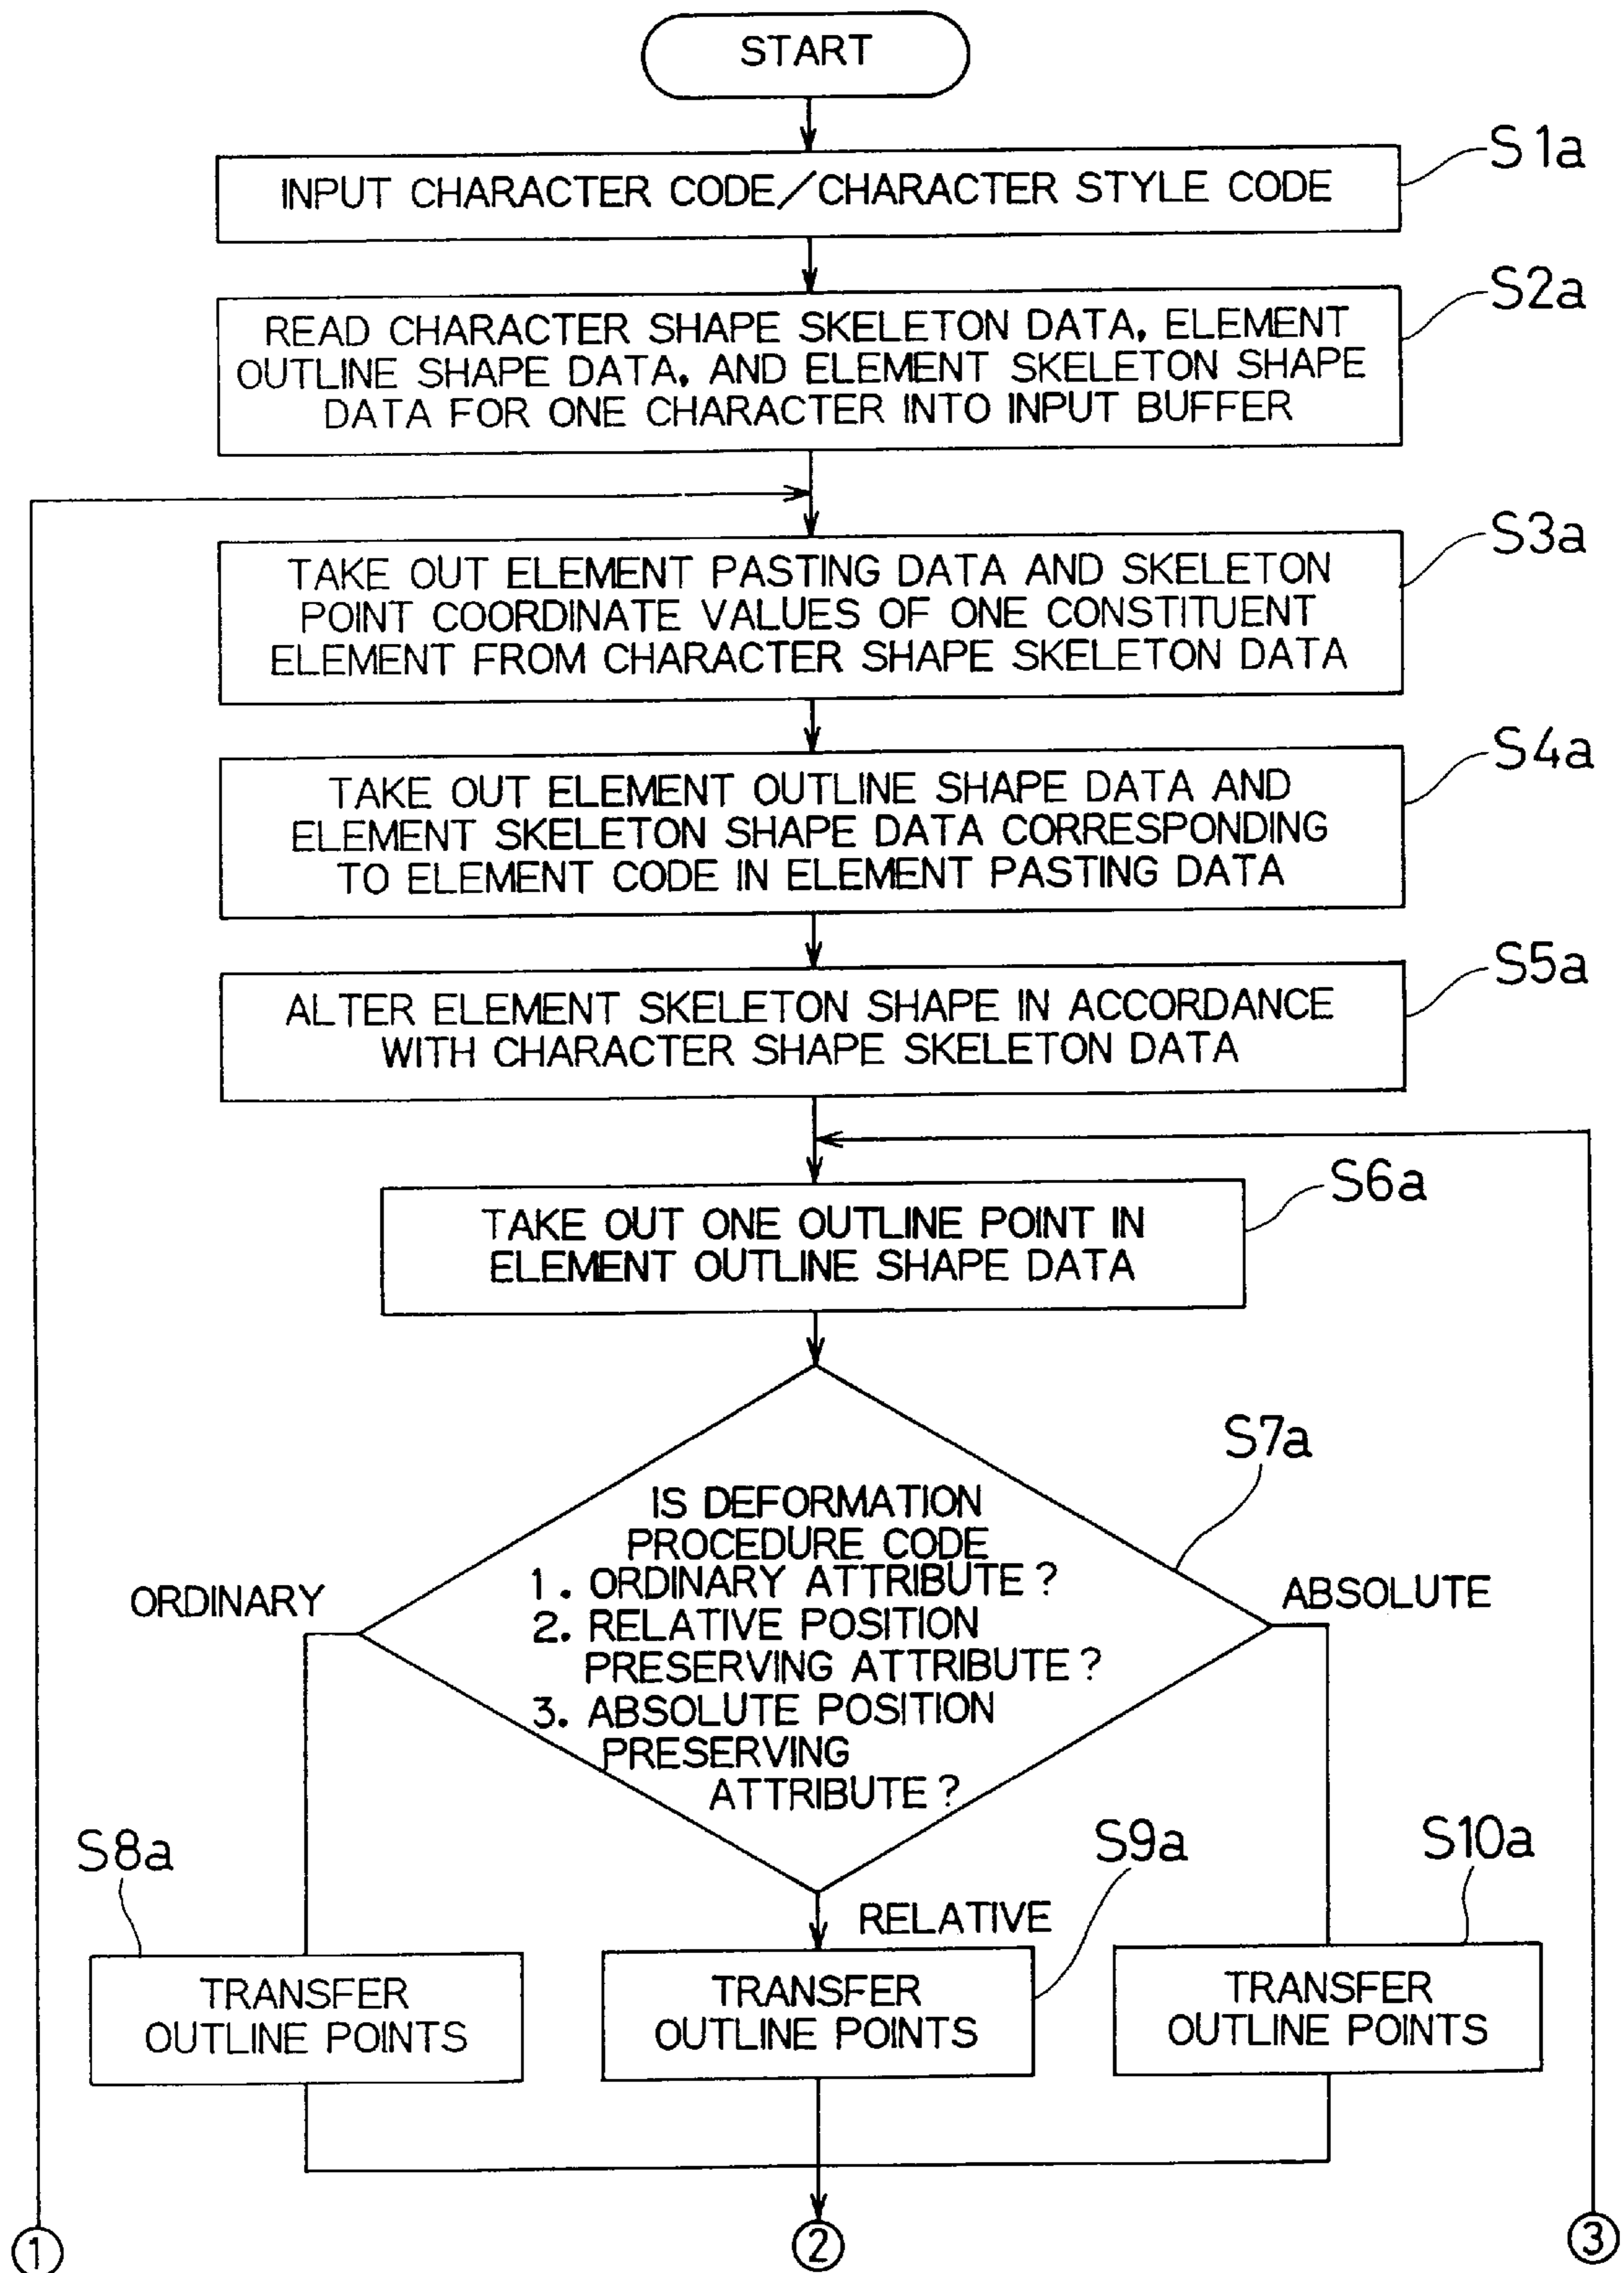 START
S1a
INPUT CHARACTER CODE/CHARACTER STYLE CODE
S2a
READ CHARACTER SHAPE SKELETON DATA, ELEMENT
OUTLINE SHAPE DATA, AND ELEMENT SKELETON SHAPE
DATA FOR ONE CHARACTER INTO INPUT BUFFER
S3a
TAKE OUT ELEMENT PASTING DATA AND SKELETON
POINT COORDINATE VALUES OF ONE CONSTITUENT
ELEMENT FROM CHARACTER SHAPE SKELETON DATA
S4a
TAKE OUT ELEMENT OUTLINE SHAPE DATA AND
ELEMENT SKELETON SHAPE DATA CORRESPONDING
TO ELEMENT CODE IN ELEMENT PASTING DATA
S5a
ALTER ELEMENT SKELETON SHAPE IN ACCORDANCE
WITH CHARACTER SHAPE SKELETON DATA
S6a
TAKE OUT ONE OUTLINE POINT IN
ELEMENT OUTLINE SHAPE DATA
S7a
IS DEFORMATION
PROCEDURE CODE
1. ORDINARY ATTRIBUTE?
2. RELATIVE POSITION
PRESERVING ATTRIBUTE?
3. ABSOLUTE POSITION
PRESERVING
ATTRIBUTE?
ORDINARY
ABSOLUTE
RELATIVE
S8a
TRANSFER
OUTLINE POINTS
S9a
TRANSFER
OUTLINE POINTS
S10a
TRANSFER
OUTLINE POINTS
①
②
③